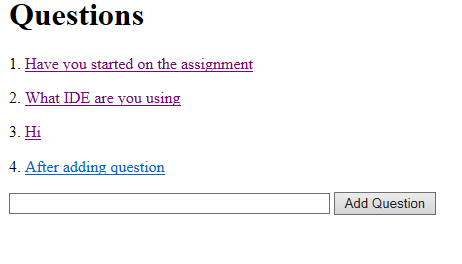 Questions
1. Have you started on the assignment
2. What IDE are you using
3. Hi
4. After adding question
Add Question